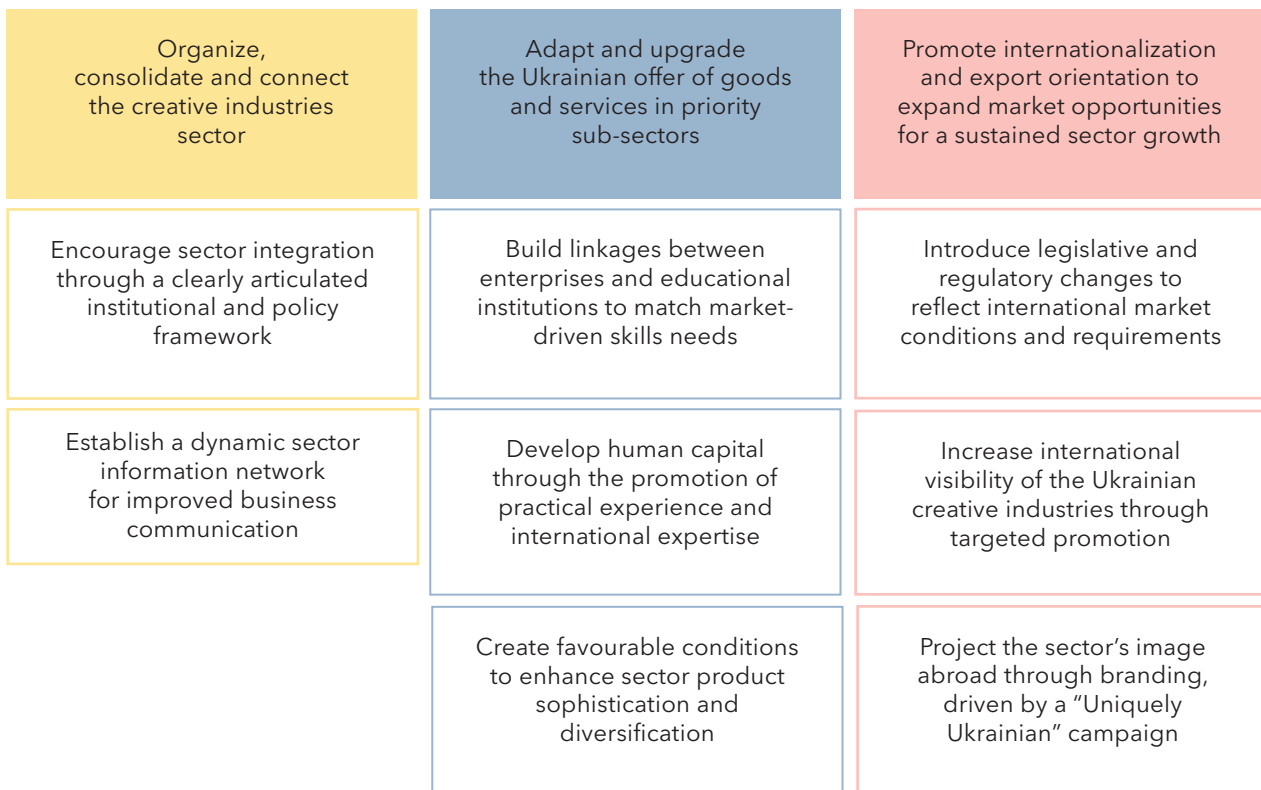 Organize,
consolidate and connect
the creative industries
sector
Adapt and upgrade
the Ukrainian offer of goods
and services in priority
sub-sectors
Promote internationalization
and export orientation to
expand market opportunities
for a sustained sector growth
Encourage sector integration
through a clearly articulated
institutional and policy
framework
Build linkages between
enterprises and educational
institutions to match market-
driven skills needs
Introduce legislative and
regulatory changes to
reflect international market
conditions and requirements
Establish a dynamic sector
information network
for improved business
communication
Develop human capital
through the promotion of
practical experience and
international expertise
Increase international
visibility of the Ukrainian
creative industries through
targeted promotion
Create favourable conditions
to enhance sector product
sophistication and
diversification
Project the sector’s image
abroad through branding,
driven by a “Uniquely
Ukrainian” campaign